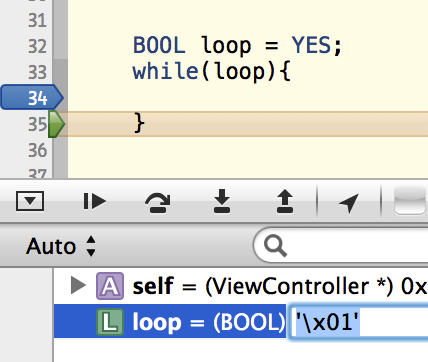 31
32 BOOL loop = YES;
33 while(loop){
34
35 }
36
37
Auto
A self = (ViewController *) 0x
L loop = (BOOL) '\x01'